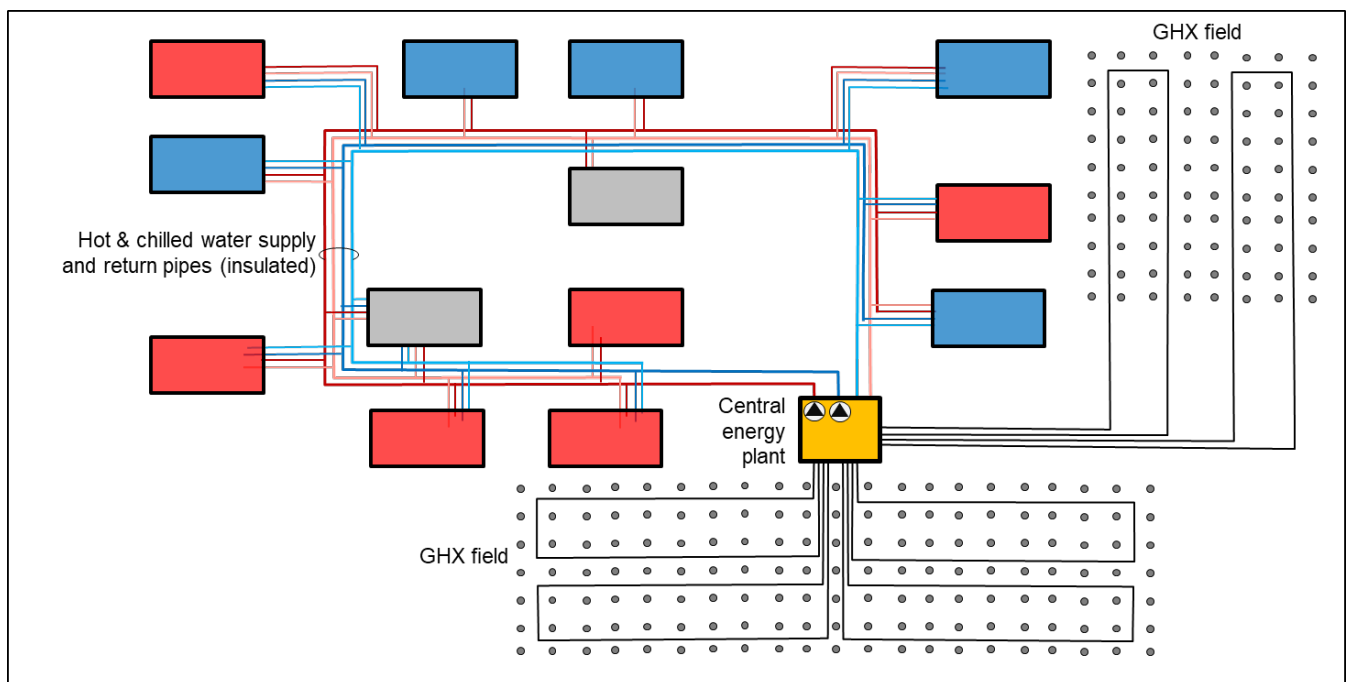 GHX field
Hot & chilled water supply
and return pipes (insulated)
Central
energy
plant
GHX field